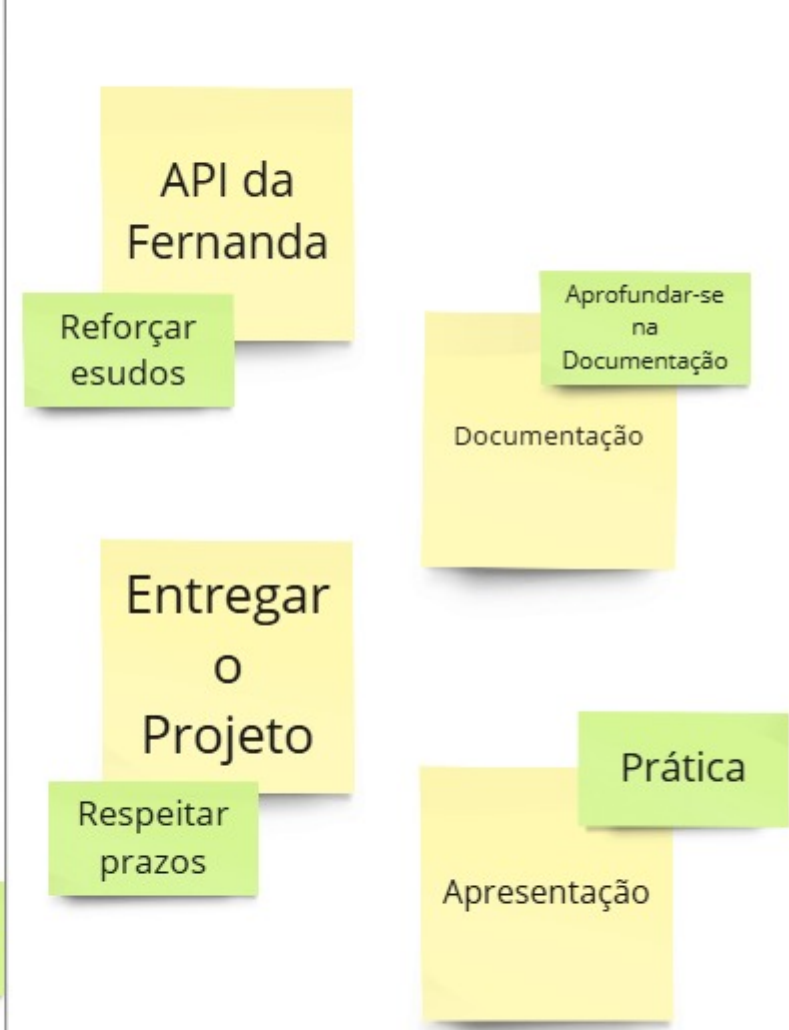 API da
Fernanda
Reforçar
esudos
Aprofundar-se
na
Documentação
Documentação
Entregar
o
Projeto
Respeitar
prazos
Prática
Apresentação